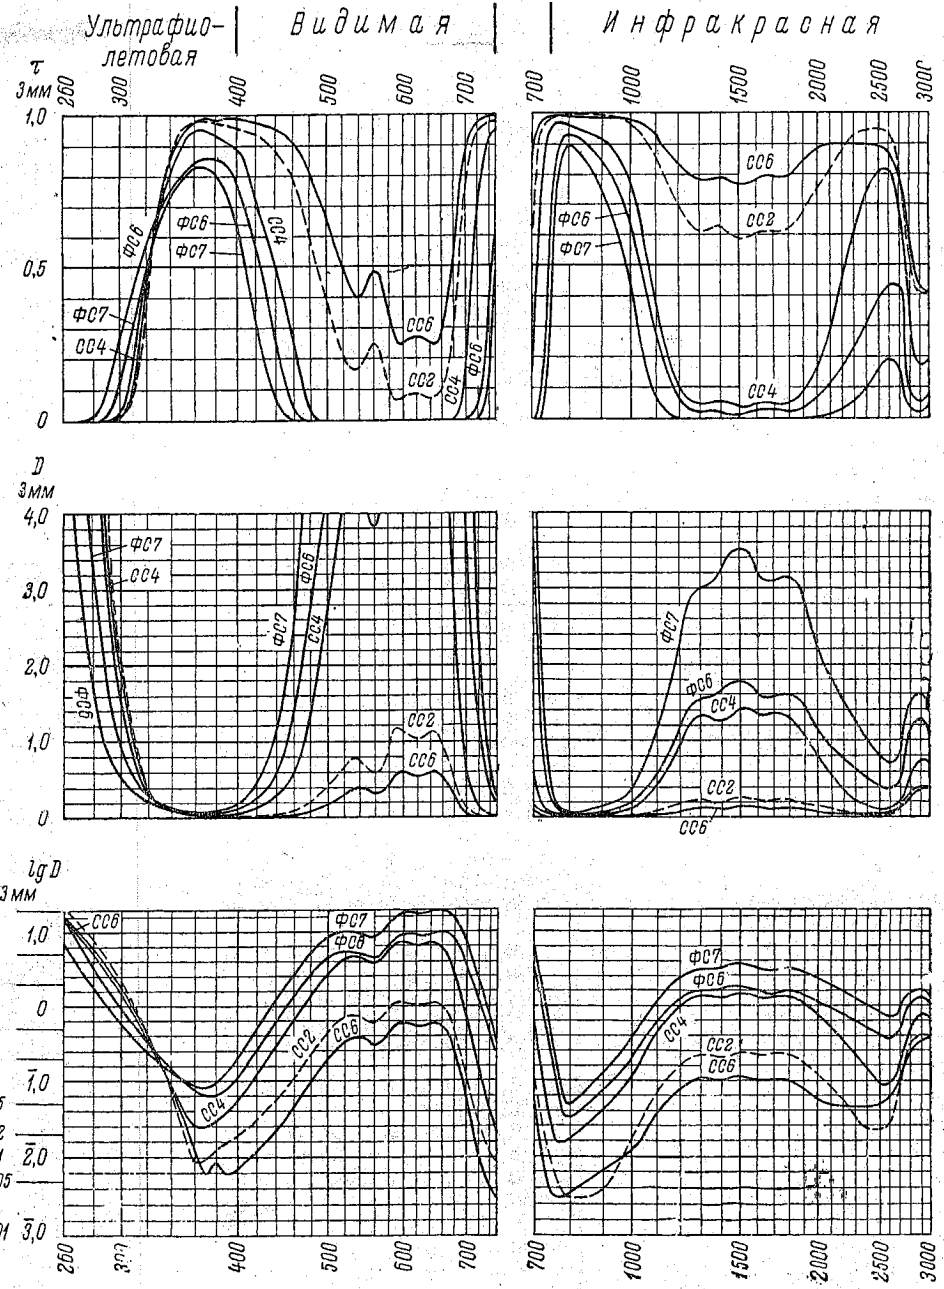 Ультрафио-
летовая
Видимая
Инфракрасная
τ
3мм
260
300
400
500
600
700
700
1000
1500
2000
2500
3000
1,0
0,5
0
ФС6
ФС7
СС4
ФС6
ФС7
СС4
СС6
СС2
СС4
ФС6
СС6
СС2
ФС6
ФС7
СС4
D
3мм
4,0
3,0
2,0
1,0
0
ФС7
СС4
ФС6
ФС7
ФС6
СС4
СС2
СС6
ФС7
ФС6
СС4
СС2
СС6
lgD
3мм
1,0
0
1̄,0
2̄,0
3̄,0
СС6
ФС7
ФС6
СС4
СС2
СС6
ФС7
ФС6
СС4
СС2
СС6
260
400
500
600
700
700
1000
1500
2000
2500
3000